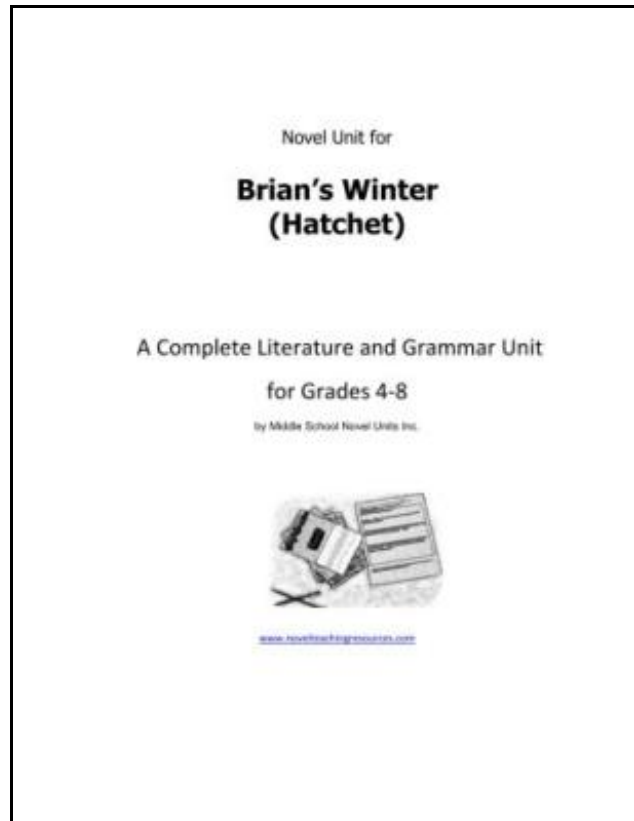 Novel Unit for
Brian's Winter
(Hatchet)
A Complete Literature and Grammar Unit
for Grades 4-8
by Middle School Novel Units Inc.
www.novelteachingresources.com